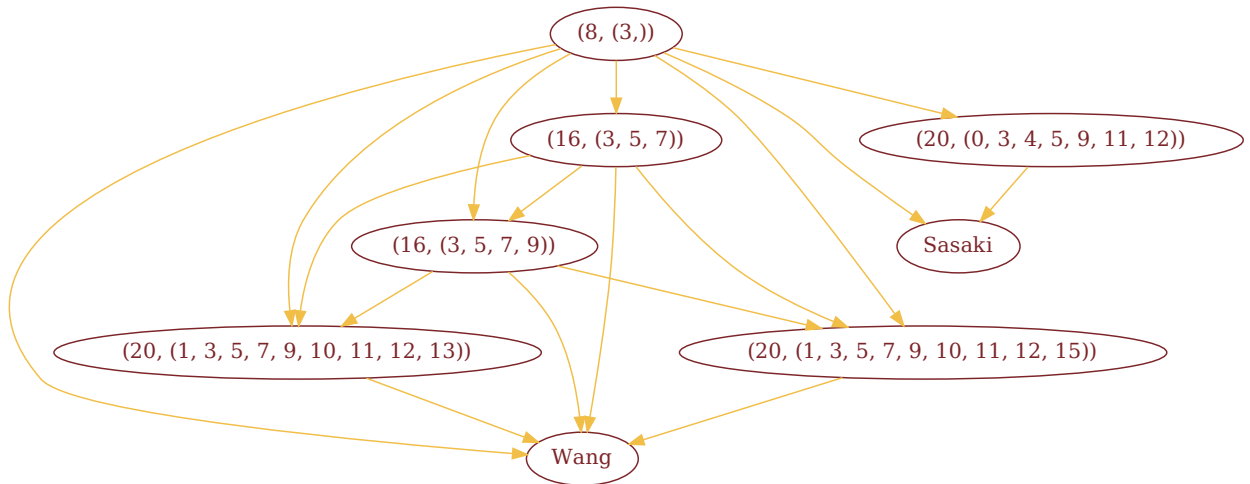 (8, (3,))
(16, (3, 5, 7))
(20, (0, 3, 4, 5, 9, 11, 12))
(16, (3, 5, 7, 9))
Sasaki
(20, (1, 3, 5, 7, 9, 10, 11, 12, 13))
(20, (1, 3, 5, 7, 9, 10, 11, 12, 15))
Wang